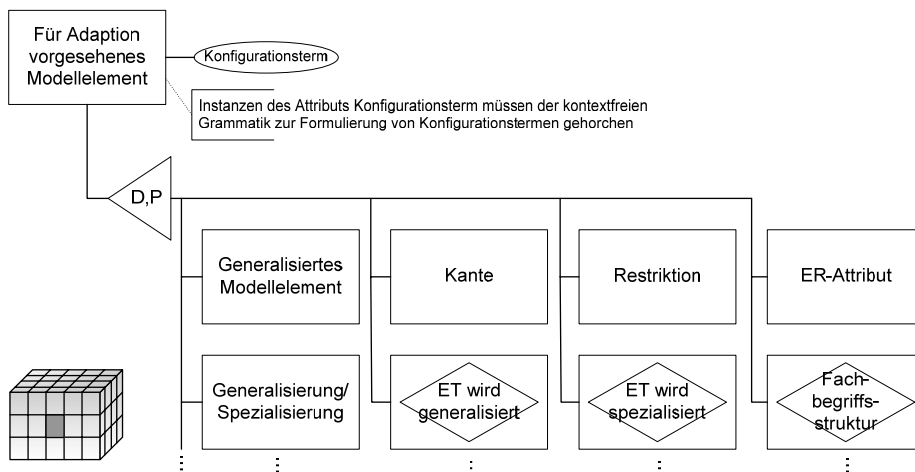 Für Adaption
vorgesehenes
Modellelement
Konfigurationsterm
Instanzen des Attributs Konfigurationsterm müssen der kontextfreien
Grammatik zur Formulierung von Konfigurationstermen gehorchen
D,P
Generalisiertes
Modellelement
Kante
Restriktion
ER-Attribut
Generalisierung/
Spezialisierung
ET wird
generalisiert
ET wird
spezialisiert
Fach-
begriffs-
struktur